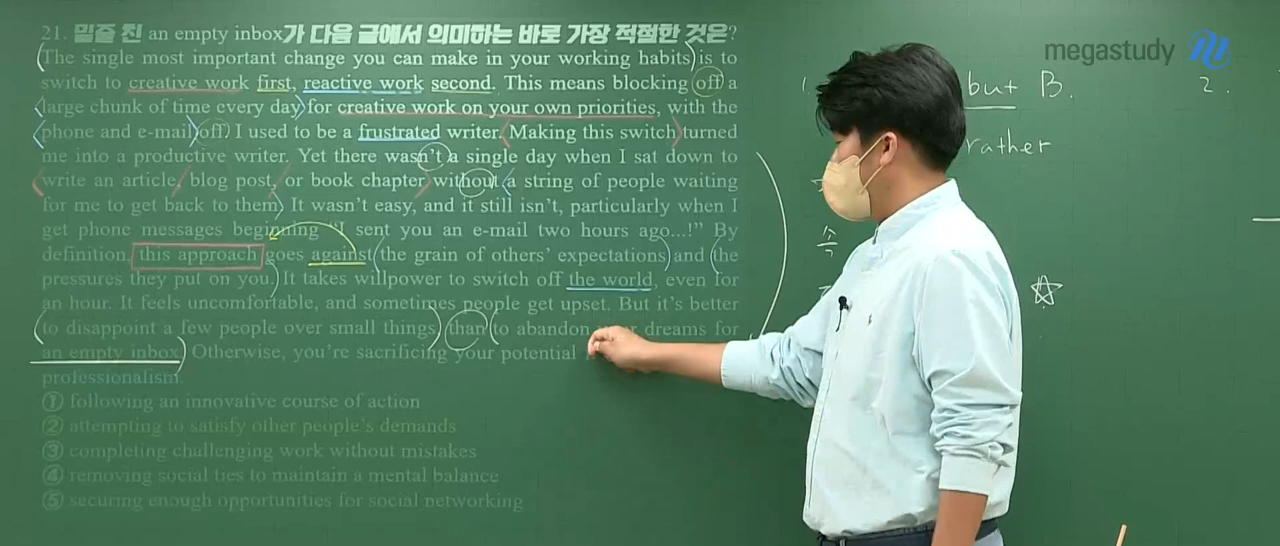 21. 밑줄 친 an empty inbox가 다음 글에서 의미하는 바로 가장 적절한 것은?
The single most important change you can make in your working habits is to
switch to creative work first, reactive work second. This means blocking off a
large chunk of time every day for creative work on your own priorities, with the
phone and e-mail off. I used to be a frustrated writer. Making this switch turned
me into a productive writer. Yet there wasn't a single day when I sat down to
write an article, blog post, or book chapter without a string of people waiting
for me to get back to them. It wasn't easy, and it still isn't, particularly when I
get phone messages beginning "I sent you an e-mail two hours ago...!" By
definition, this approach goes against the grain of others' expectations and the
pressures they put on you. It takes willpower to switch off the world, even for
an hour. It feels uncomfortable, and sometimes people get upset. But it's better
to disappoint a few people over small things, than to abandon dreams for
an empty inbox. Otherwise, you're sacrificing your potential
professionalism.
① following an innovative course of action
② attempting to satisfy other people's demands
③ completing challenging work without mistakes
④ removing social ties to maintain a mental balance
⑤ securing enough opportunities for social networking
megastudy
1.
but B.
rather
2.